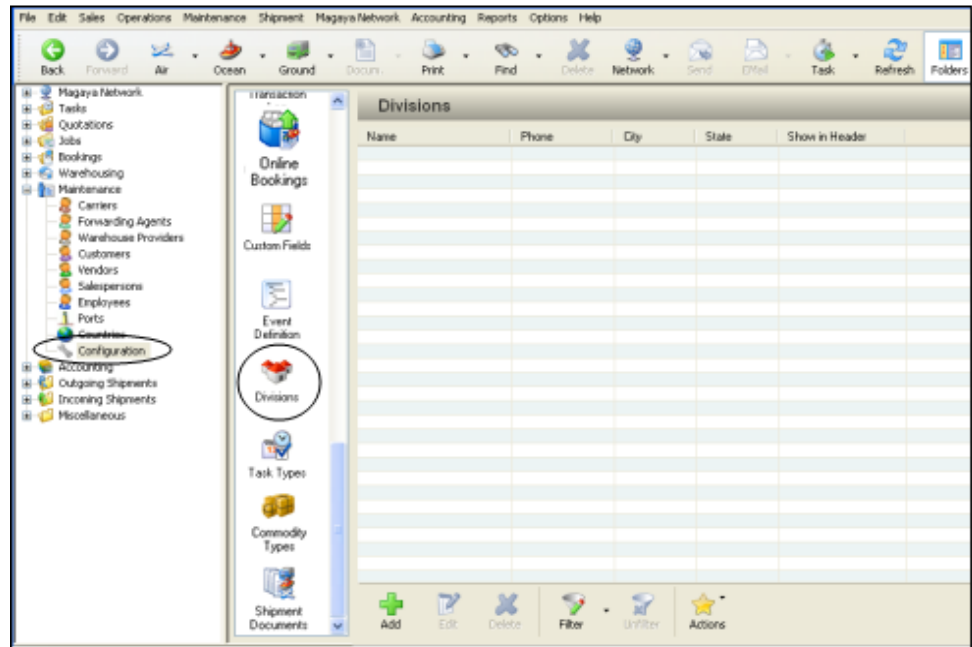 File Edit Sales Operations Maintenance Shipment Magaya Network Accounting Reports Options Help
Back Forward Air Ocean Ground Docum. Print Find Delete Network Send EMail Task Refresh Folders
Magaya Network
Tasks
Quotations
Jobs
Bookings
Warehousing
Maintenance
Carriers
Forwarding Agents
Warehouse Providers
Customers
Vendors
Salespersons
Employees
Ports
Countries
Configuration
Accounting
Outgoing Shipments
Incoming Shipments
Miscellaneous
Transaction
Online
Bookings
Custom Fields
Event
Definition
Divisions
Task Types
Commodity
Types
Shipment
Documents
Divisions
Name Phone City State Show in Header
Add Edit Delete Filter Unfilter Actions